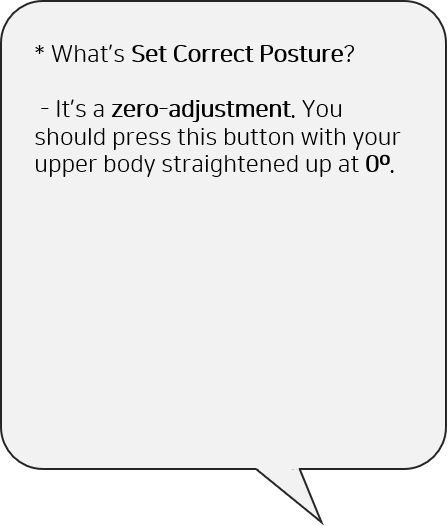 * What's Set Correct Posture?
- It's a zero-adjustment. You
should press this button with your
upper body straightened up at 0º.